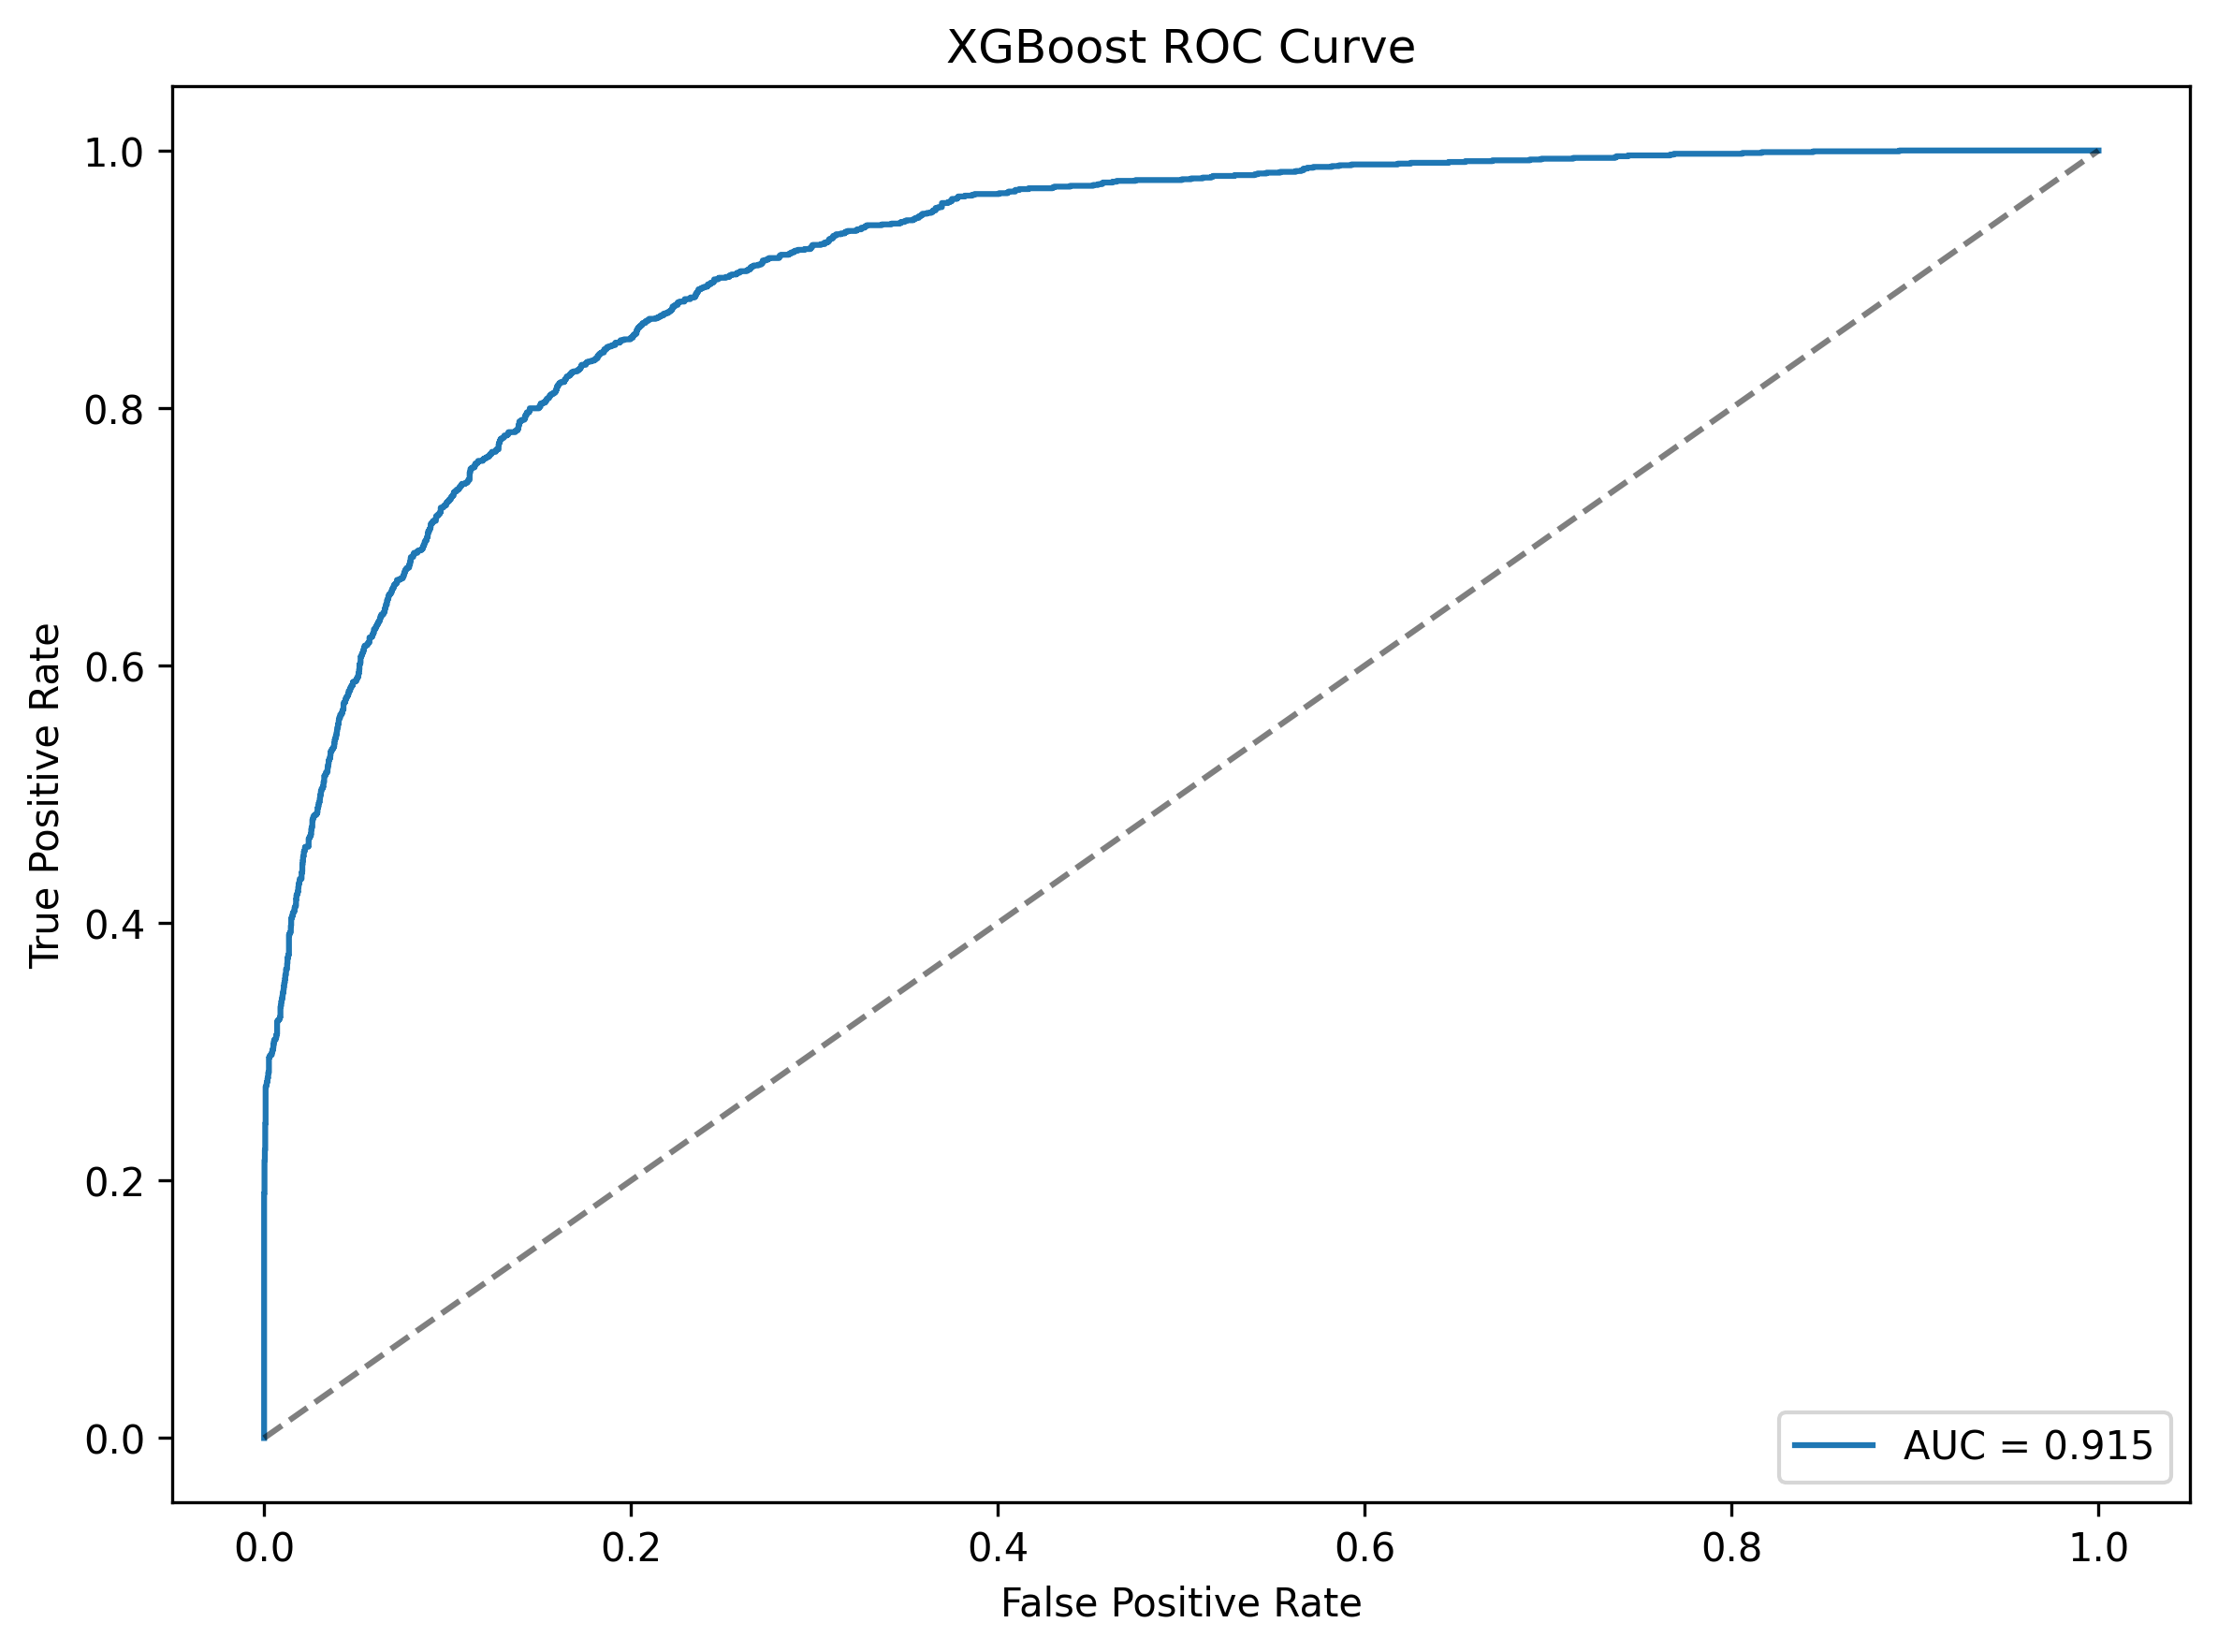 XGBoost ROC Curve
1.0
0.8
0.6
0.4
0.2
0.0
True Positive Rate
AUC = 0.915
0.0 0.2 0.4 0.6 0.8 1.0
False Positive Rate